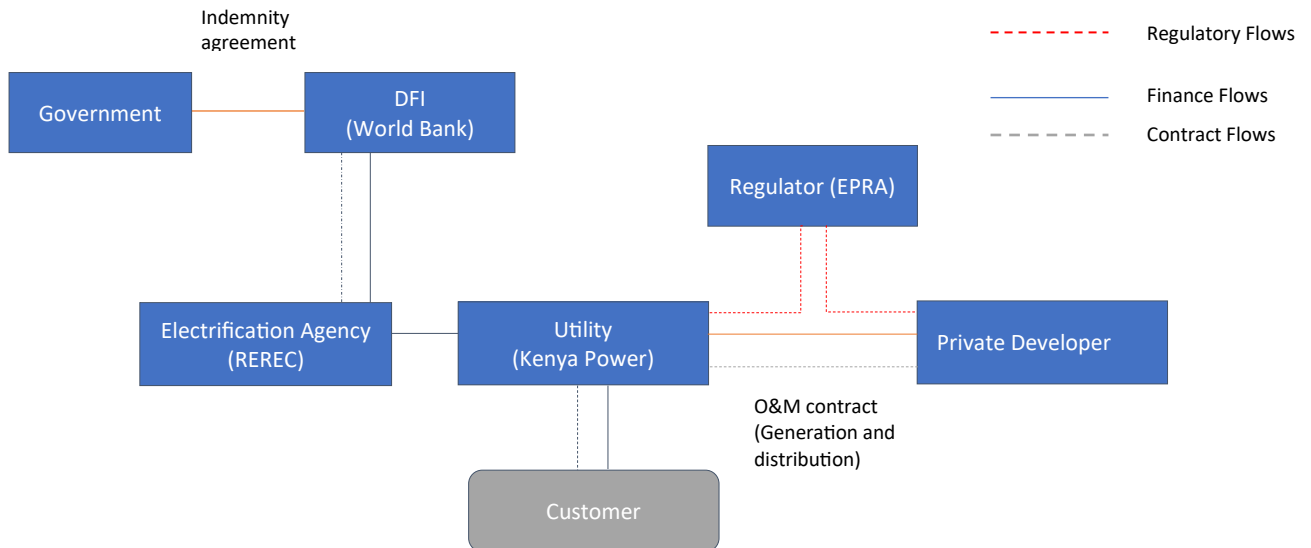 Indemnity
agreement
Regulatory Flows
Finance Flows
Contract Flows
Government
DFI
(World Bank)
Regulator (EPRA)
Electrification Agency
(REREC)
Utility
(Kenya Power)
Private Developer
O&M contract
(Generation and
distribution)
Customer